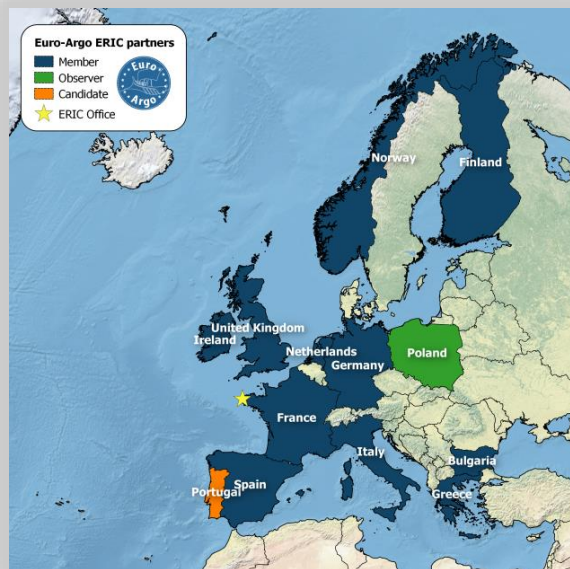 Euro-Argo ERIC partners
Member
Observer
Candidate
ERIC Office
Euro
Argo
Norway
Finland
United Kingdom
Ireland
Netherlands
Germany
Poland
France
Italy
Bulgaria
Portugal
Spain
Greece